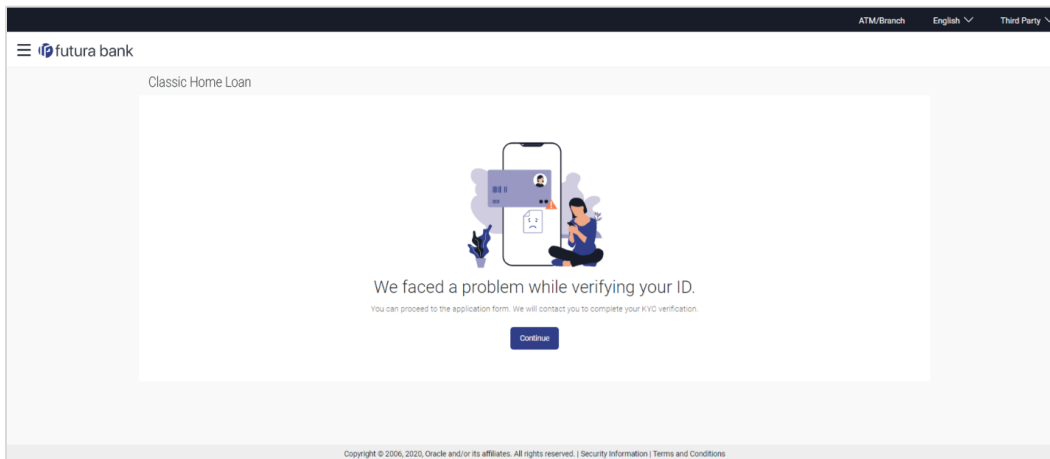 ATM/Branch English Third Party
futura bank
Classic Home Loan
We faced a problem while verifying your ID.
You can proceed to the application form. We will contact you to complete your KYC verification.
Continue
Copyright © 2006, 2020, Oracle and/or its affiliates. All rights reserved. | Security Information | Terms and Conditions